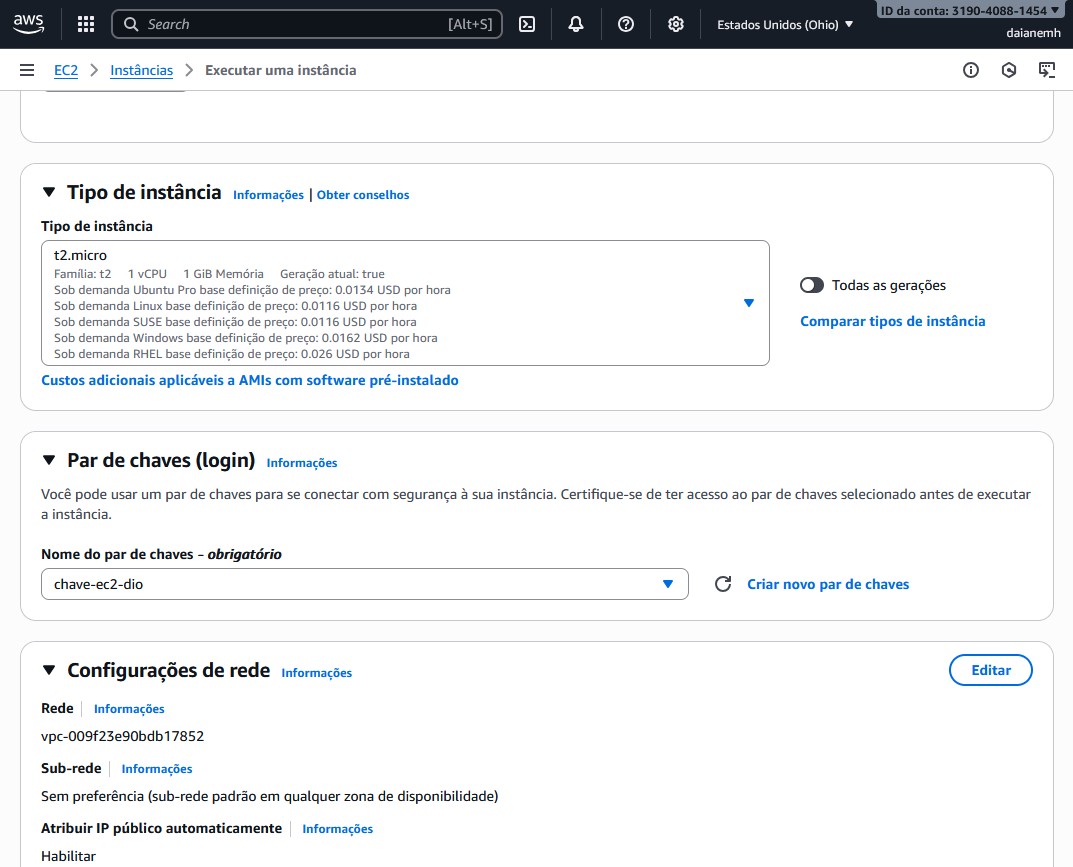 aws
Search
[Alt+S]
Estados Unidos (Ohio)
ID da conta: 3190-4088-1454
daianemh
EC2
Instâncias
Executar uma instância
Tipo de instância
Informações | Obter conselhos
Tipo de instância
t2.micro
Família: t2 1 vCPU 1 GiB Memória Geração atual: true
Sob demanda Ubuntu Pro base definição de preço: 0.0134 USD por hora
Sob demanda Linux base definição de preço: 0.0116 USD por hora
Sob demanda SUSE base definição de preço: 0.0116 USD por hora
Sob demanda Windows base definição de preço: 0.0162 USD por hora
Sob demanda RHEL base definição de preço: 0.026 USD por hora
Todas as gerações
Comparar tipos de instância
Custos adicionais aplicáveis a AMIs com software pré-instalado
Par de chaves (login)
Informações
Você pode usar um par de chaves para se conectar com segurança à sua instância. Certifique-se de ter acesso ao par de chaves selecionado antes de executar
a instância.
Nome do par de chaves – obrigatório
chave-ec2-dio
Criar novo par de chaves
Configurações de rede
Informações
Editar
Rede
Informações
vpc-009f23e90bdb17852
Sub-rede
Informações
Sem preferência (sub-rede padrão em qualquer zona de disponibilidade)
Atribuir IP público automaticamente
Informações
Habilitar